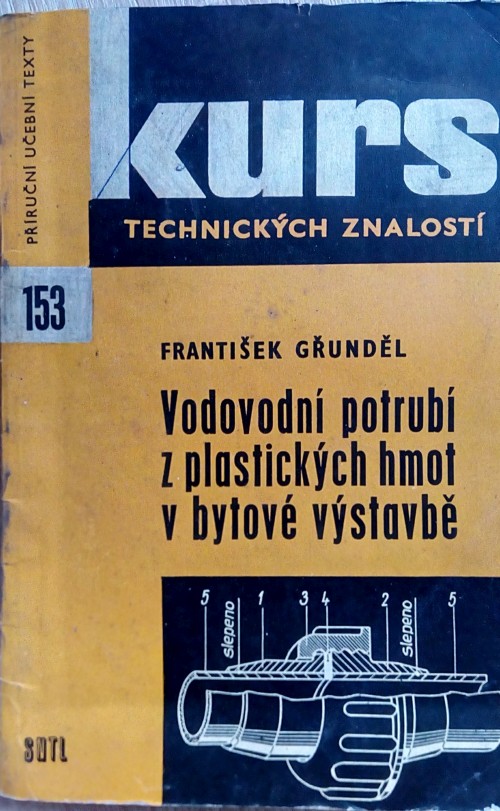 PŘÍRUČNÍ UČEBNÍ TEXTY
kurs
TECHNICKÝCH ZNALOSTÍ
153
FRANTIŠEK GŘUNDĚL
Vodovodní potrubí
z plastických hmot
v bytové výstavbě
5 slepeno 1 3 4 2 slepeno 5
SNTL